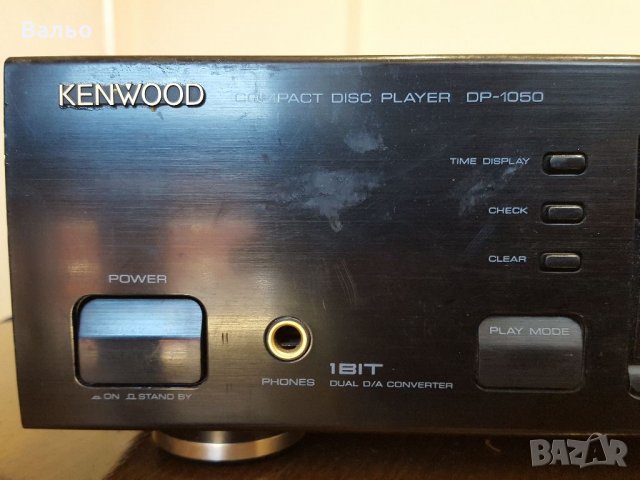 Вальо
KENWOOD COMPACT DISC PLAYER DP-1050
TIME DISPLAY
CHECK
CLEAR
POWER
PLAY MODE
1BIT
PHONES
DUAL D/A CONVERTER
ON STAND BY
BAZAR